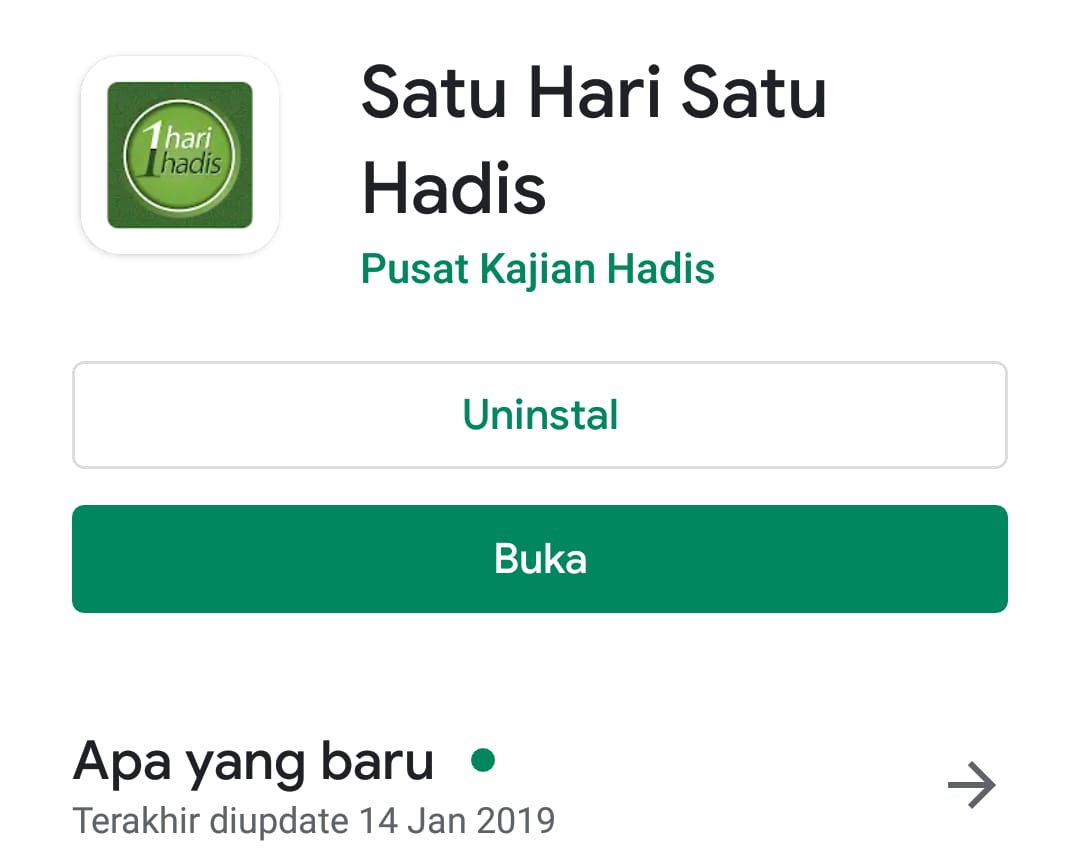 1hari
1hadis
Satu Hari Satu
Hadis
Pusat Kajian Hadis
Uninstal
Buka
Apa yang baru
Terakhir diupdate 14 Jan 2019